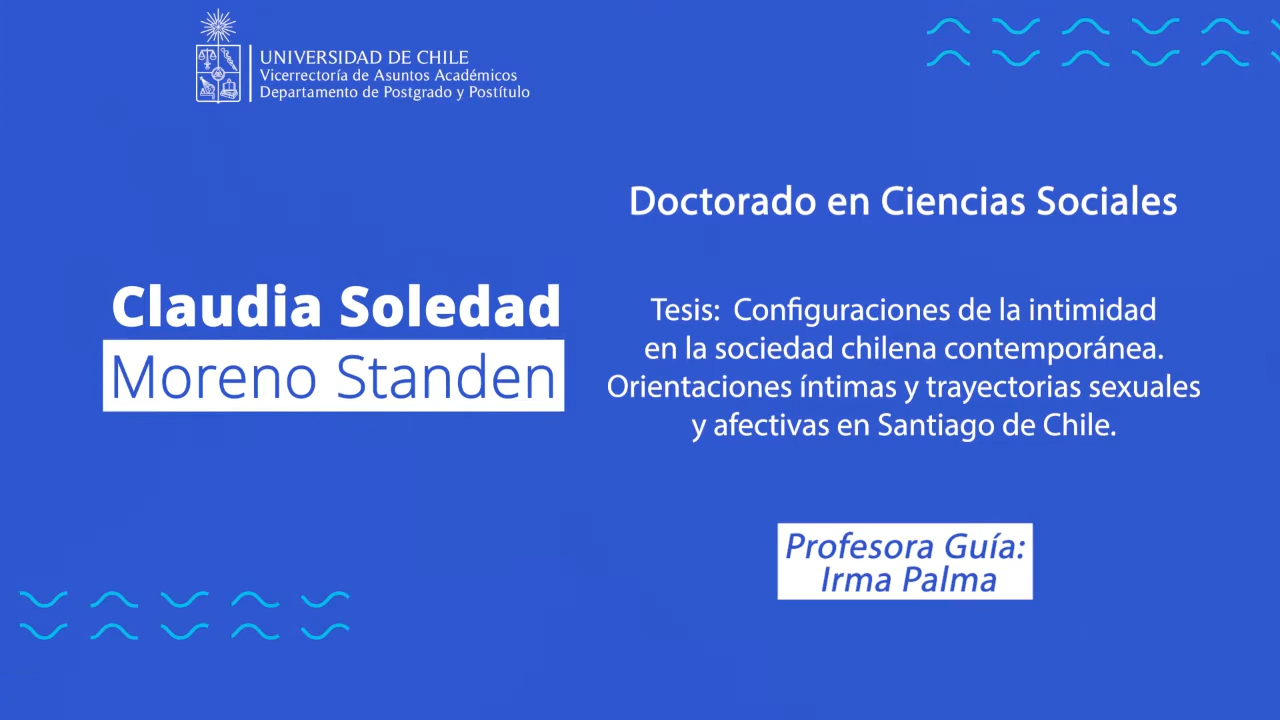 UNIVERSIDAD DE CHILE
Vicerrectoría de Asuntos Académicos
Departamento de Postgrado y Postítulo
Claudia Soledad
Moreno Standen
Doctorado en Ciencias Sociales
Tesis: Configuraciones de la intimidad
en la sociedad chilena contemporánea.
Orientaciones íntimas y trayectorias sexuales
y afectivas en Santiago de Chile.
Profesora Guía:
Irma Palma